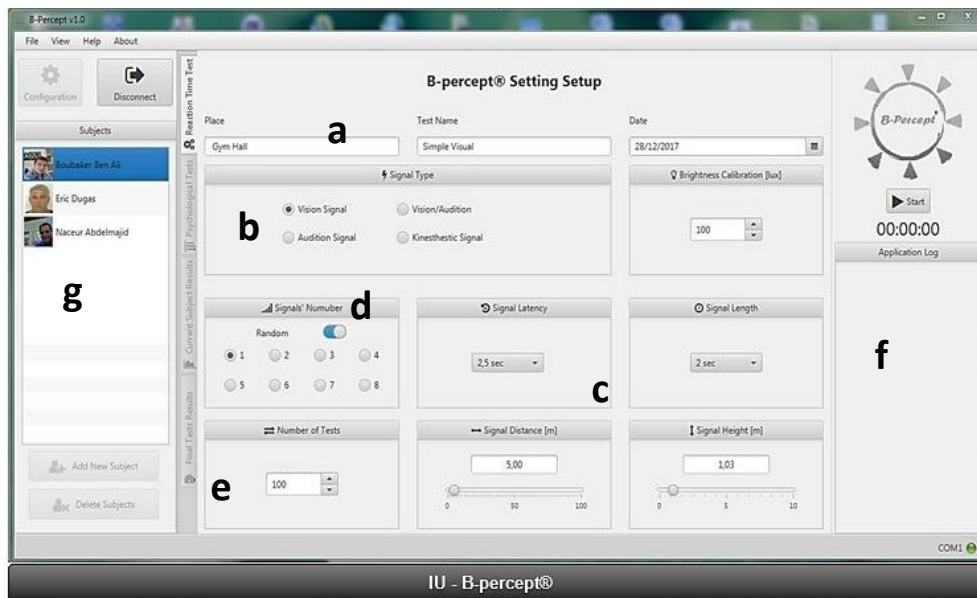 B-Percept v1.0
File View Help About
Configuration
Disconnect
Subjects
Boubaker Ben Ali
Eric Dugas
Naceur Abdelmajid
g
Add New Subject
Delete Subjects
Reaction Time Test
Psychological Tests
Current Subject Results
Final Tests Results
B-percept® Setting Setup
Place
Test Name
Date
a
Gym Hall
Simple Visual
28/12/2017
Signal Type
Brightness Calibration [lux]
b
Vision Signal
Vision/Audition
Audition Signal
Kinesthestic Signal
100
Signals' Numuber
d
Signal Latency
Signal Length
Random
1 2 3 4
5 6 7 8
2,5 sec
2 sec
c
Number of Tests
Signal Distance [m]
Signal Height [m]
e
100
5,00
1,03
0 50 100
0 5 10
B-Percept
Start
00:00:00
Application Log
f
COM1
IU - B-percept®